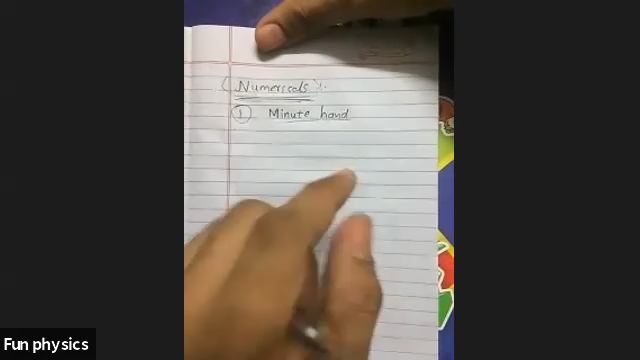 Numericals :-
① Minute hand
Fun physics